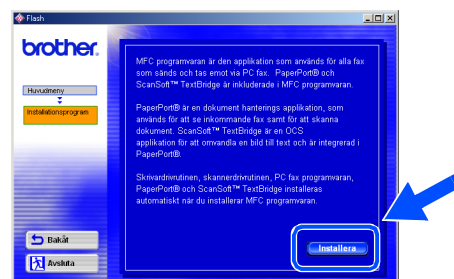 Flash
brother.
Huvudmeny
Installationsprogram
MFC programvaran är den applikation som används för alla fax
som sänds och tas emot via PC fax. PaperPort® och
ScanSoft™ TextBridge är inkluderade i MFC programvaran.
PaperPort® är en dokument hanterings applikation, som
används för att se inkommande fax samt för att skanna
dokument. ScanSoft™ TextBridge är en OCS
applikation för att omvandla en bild till text och är integrerad i
PaperPort®.
Skrivardrivrutinen, skannerdrivrutinen, PC fax programvaran,
PaperPort® och ScanSoft™ TextBridge installeras
automatiskt när du installerar MFC programvaran.
Bakåt
Avsluta
Installera